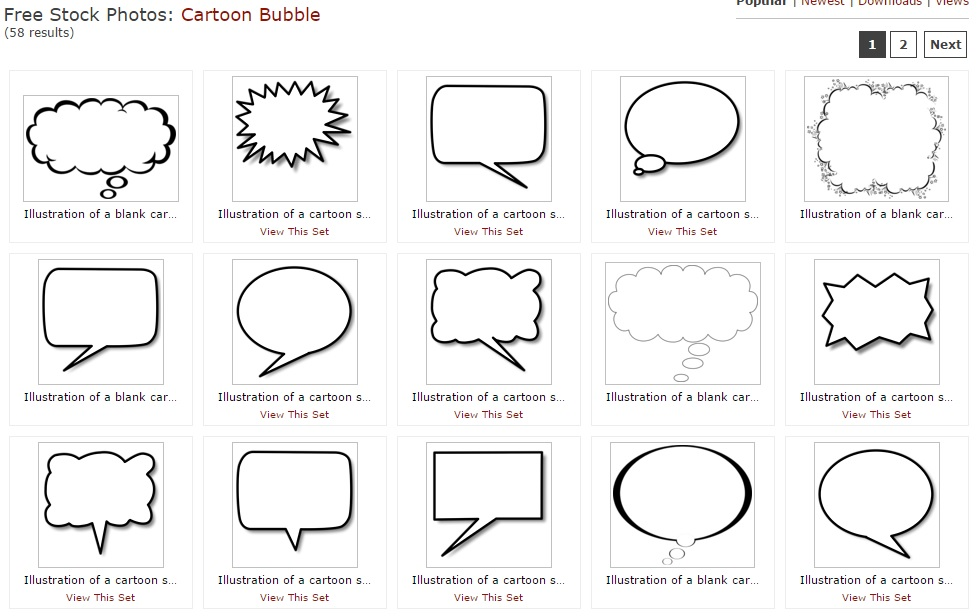 Free Stock Photos: Cartoon Bubble
Popular | Newest | Downloads | Views
(58 results)
1 2 Next
Illustration of a blank car...
Illustration of a cartoon s...
Illustration of a cartoon s...
Illustration of a cartoon s...
Illustration of a blank car...
View This Set
View This Set
View This Set
Illustration of a blank car...
Illustration of a cartoon s...
Illustration of a cartoon s...
Illustration of a blank car...
Illustration of a cartoon s...
View This Set
View This Set
View This Set
Illustration of a cartoon s...
Illustration of a cartoon s...
Illustration of a cartoon s...
Illustration of a blank car...
Illustration of a cartoon s...
View This Set
View This Set
View This Set
View This Set